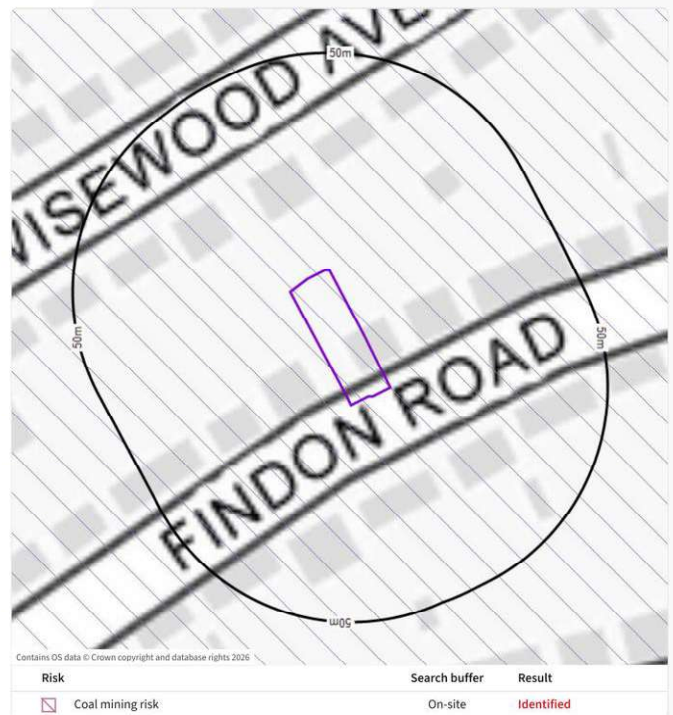 WISEWOOD AVE
50m
50m
50m
FINDON ROAD
50m
Contains OS data © Crown copyright and database rights 2026
Risk Search buffer Result
Coal mining risk On-site Identified